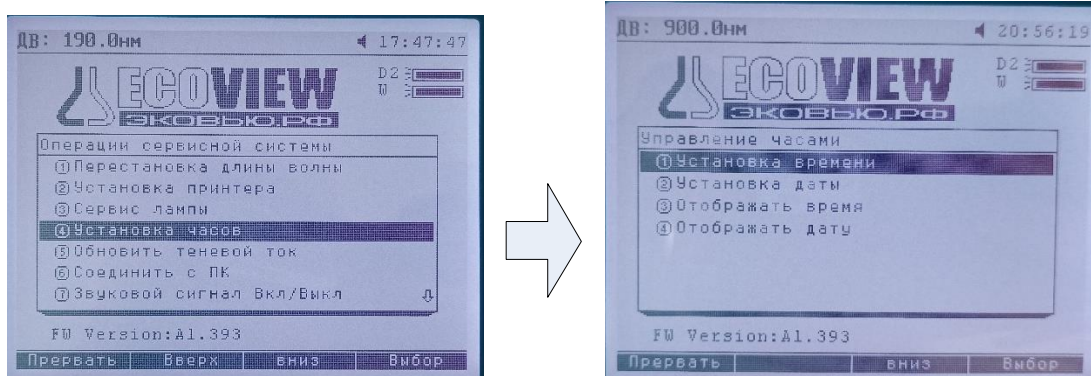 ДВ: 190.0нм 17:47:47
ECOVIEW
ЭКОВЬЮ.РФ
D2
W
Операции сервисной системы
①Перестановка длины волны
②Установка принтера
③Сервис лампы
④Установка часов
⑤Обновить теневой ток
⑥Соединить с ПК
⑦Звуковой сигнал Вкл/Выкл
FW Version:A1.393
Прервать Вверх вниз Выбор
ДВ: 900.0нм 20:56:19
ECOVIEW
ЭКОВЬЮ.РФ
D2
W
Управление часами
①Установка времени
②Установка даты
③Отображать время
④Отображать дату
FW Version:A1.393
Прервать вниз Выбор